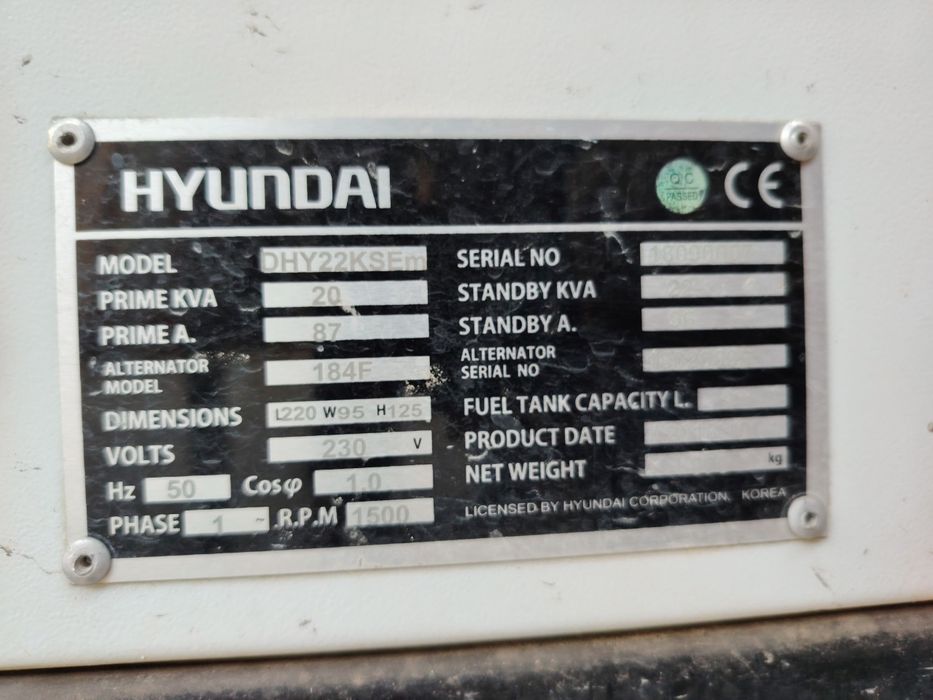 HYUNDAI
QC
PASSED
CE
MODEL DHY22KSEm
PRIME KVA 20
PRIME A. 87
ALTERNATOR MODEL 184F
DIMENSIONS L220 W95 H125
VOLTS 230 V
Hz 50 Cosφ 1.0
PHASE 1 ~ .R.P.M 1500
SERIAL NO
STANDBY KVA
STANDBY A.
ALTERNATOR
SERIAL NO
FUEL TANK CAPACITY L.
PRODUCT DATE
NET WEIGHT kg
LICENSED BY HYUNDAI CORPORATION, KOREA